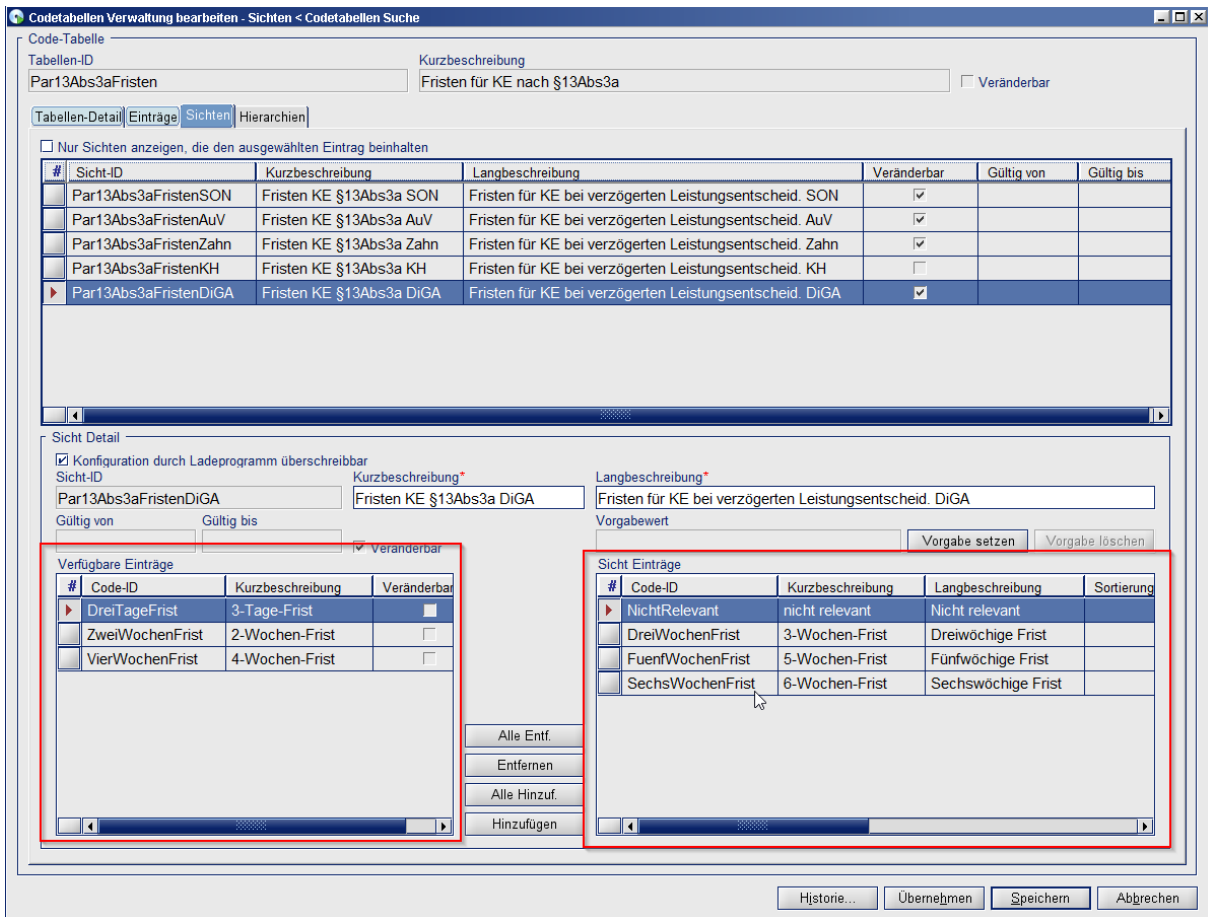 Codetabellen Verwaltung bearbeiten - Sichten < Codetabellen Suche
Code-Tabelle
Tabellen-ID Kurzbeschreibung
Par13Abs3aFristen Fristen für KE nach §13Abs3a Veränderbar
Tabellen-Detail Einträge Sichten Hierarchien
Nur Sichten anzeigen, die den ausgewählten Eintrag beinhalten
# Sicht-ID Kurzbeschreibung Langbeschreibung Veränderbar Gültig von Gültig bis
Par13Abs3aFristenSON Fristen KE §13Abs3a SON Fristen für KE bei verzögerten Leistungsentscheid. SON
Par13Abs3aFristenAuV Fristen KE §13Abs3a AuV Fristen für KE bei verzögerten Leistungsentscheid. AuV
Par13Abs3aFristenZahn Fristen KE §13Abs3a Zahn Fristen für KE bei verzögerten Leistungsentscheid. Zahn
Par13Abs3aFristenKH Fristen KE §13Abs3a KH Fristen für KE bei verzögerten Leistungsentscheid. KH
Par13Abs3aFristenDiGA Fristen KE §13Abs3a DiGA Fristen für KE bei verzögerten Leistungsentscheid. DiGA
Sicht Detail
Konfiguration durch Ladeprogramm überschreibbar
Sicht-ID Kurzbeschreibung* Langbeschreibung*
Par13Abs3aFristenDiGA Fristen KE §13Abs3a DiGA Fristen für KE bei verzögerten Leistungsentscheid. DiGA
Gültig von Gültig bis Vorgabewert
Veränderbar Vorgabe setzen Vorgabe löschen
Verfügbare Einträge Sicht Einträge
# Code-ID Kurzbeschreibung Veränderbar # Code-ID Kurzbeschreibung Langbeschreibung Sortierung
DreiTageFrist 3-Tage-Frist NichtRelevant nicht relevant Nicht relevant
ZweiWochenFrist 2-Wochen-Frist DreiWochenFrist 3-Wochen-Frist Dreiwöchige Frist
VierWochenFrist 4-Wochen-Frist FuenfWochenFrist 5-Wochen-Frist Fünfwöchige Frist
SechsWochenFrist 6-Wochen-Frist Sechswöchige Frist
Alle Entf.
Entfernen
Alle Hinzuf.
Hinzufügen
Historie... Übernehmen Speichern Abbrechen